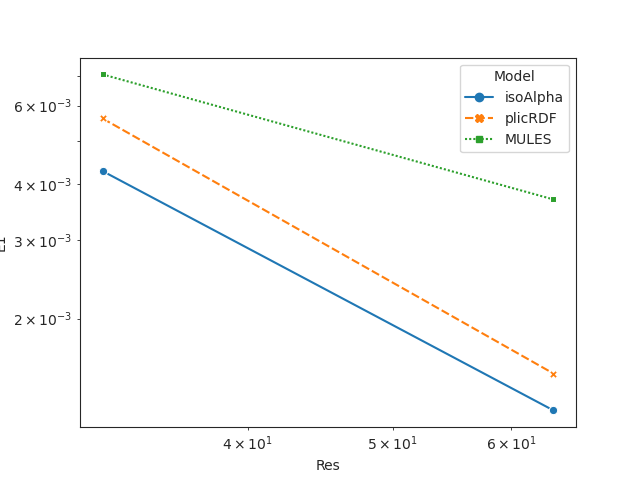 Model
isoAlpha
plicRDF
MULES
6 × 10⁻³
4 × 10⁻³
3 × 10⁻³
2 × 10⁻³
4 × 10¹
5 × 10¹
6 × 10¹
Res